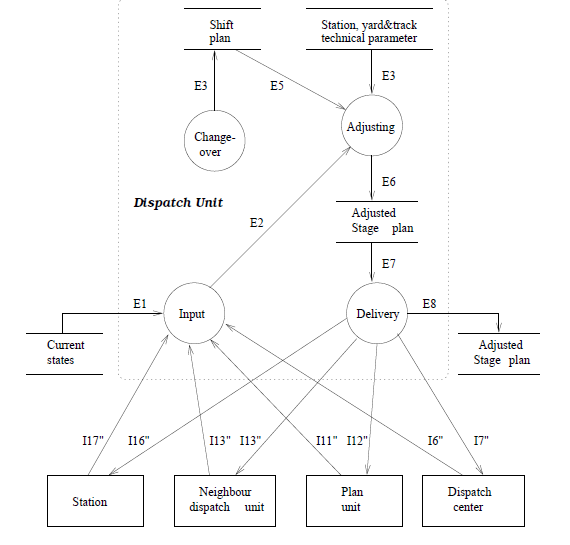 Shift
plan
Station, yard&track
technical parameter
E3
E5
E3
Change-
over
Adjusting
E6
Dispatch Unit
E2
Adjusted
Stage plan
E7
E1
Input
Delivery
E8
Current
states
Adjusted
Stage plan
I17"
I16"
I13"
I13"
I11"
I12"
I6"
I7"
Station
Neighbour
dispatch unit
Plan
unit
Dispatch
center